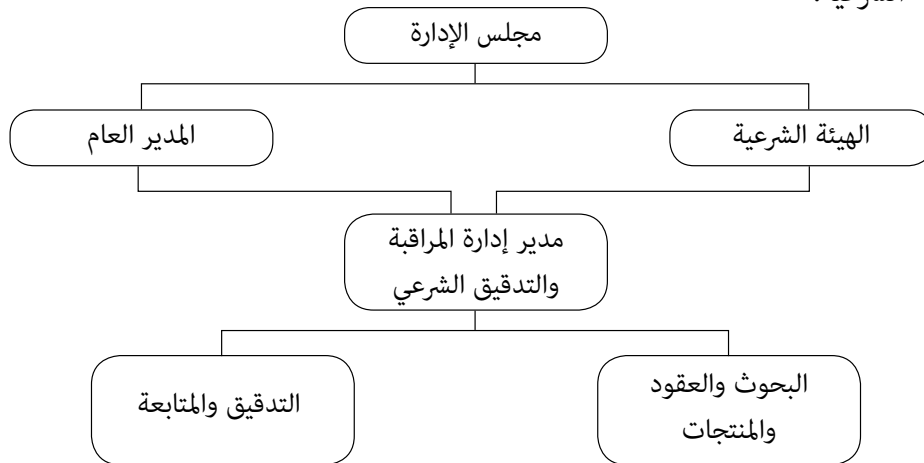 مجلس الإدارة
الهيئة الشرعية
المدير العام
مدير إدارة المراقبة
والتدقيق الشرعي
البحوث والعقود
والمنتجات
التدقيق والمتابعة